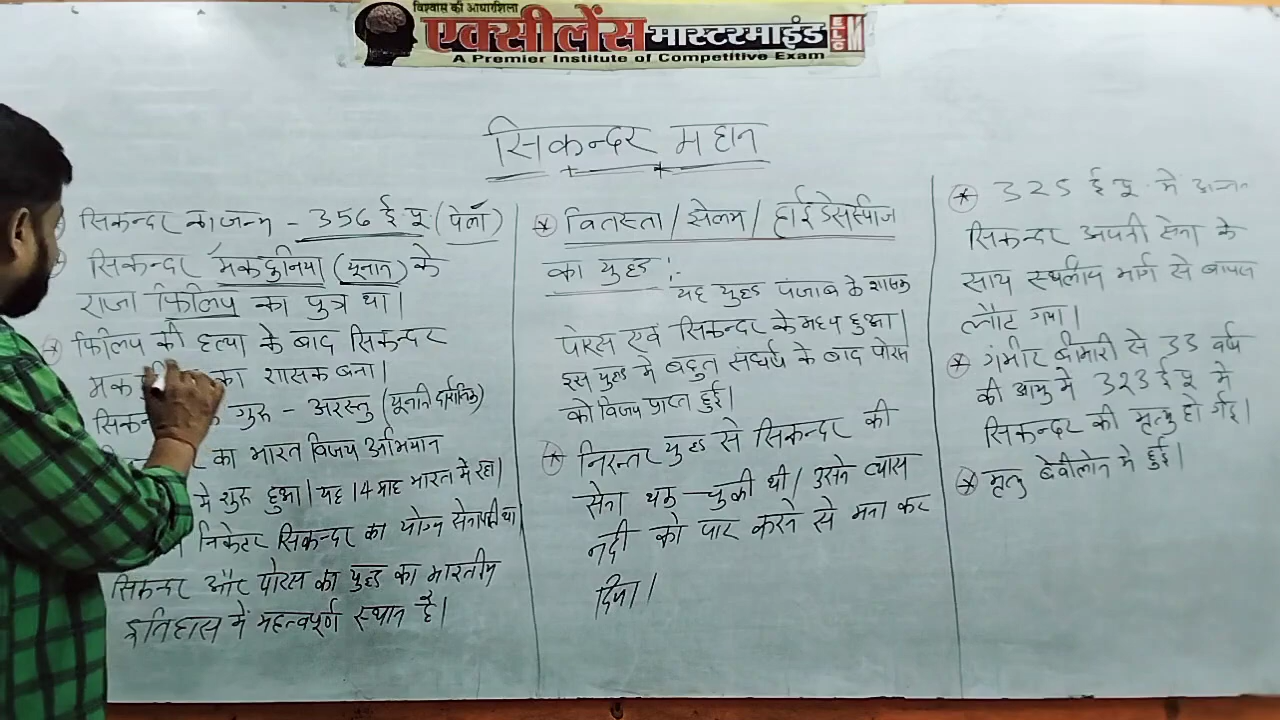 विश्वास की आधारशिला
एक्सीलेंस मास्टरमाइंड
A Premier Institute of Competitive Exam
सिकन्दर महान
सिकन्दर का जन्म - 356 ई.पू. (पेलॉ)
सिकन्दर मकदुनिया (यूनान) के
राजा फिलिप का पुत्र था।
फिलिप की हत्या के बाद सिकन्दर
मक का शासक बना।
गुरु - अरस्तु (यूनानी दार्शनिक)
का भारत विजय अभियान
में शुरू हुआ। यह 14 माह भारत में रहा।
निकेटर सिकन्दर का योग्य सेनापती था
सिकन्दर और पोरस का युद्ध का भारतीय
इतिहास में महत्वपूर्ण स्थान है।
वितस्ता / झेलम / हाईडेसस्पीज
का युद्ध :-
यह युद्ध पंजाब के शासक
पोरस एवं सिकन्दर के मध्य हुआ।
इस युद्ध में बहुत संघर्ष के बाद पोरस
को विजय प्राप्त हुई।
निरन्तर युद्ध से सिकन्दर की
सेना थक चुकी थी। उसने व्यास
नदी को पार करने से मना कर
दिया।
325 ई पू में
सिकन्दर अपनी सेना के
साथ स्थलीय मार्ग से वापस
लौट गया।
गंभीर बीमारी से 33 वर्ष
की आयु में 323 ई पू में
सिकन्दर की मृत्यु हो गई।
मृत्यु बेवीलोन में हुई।